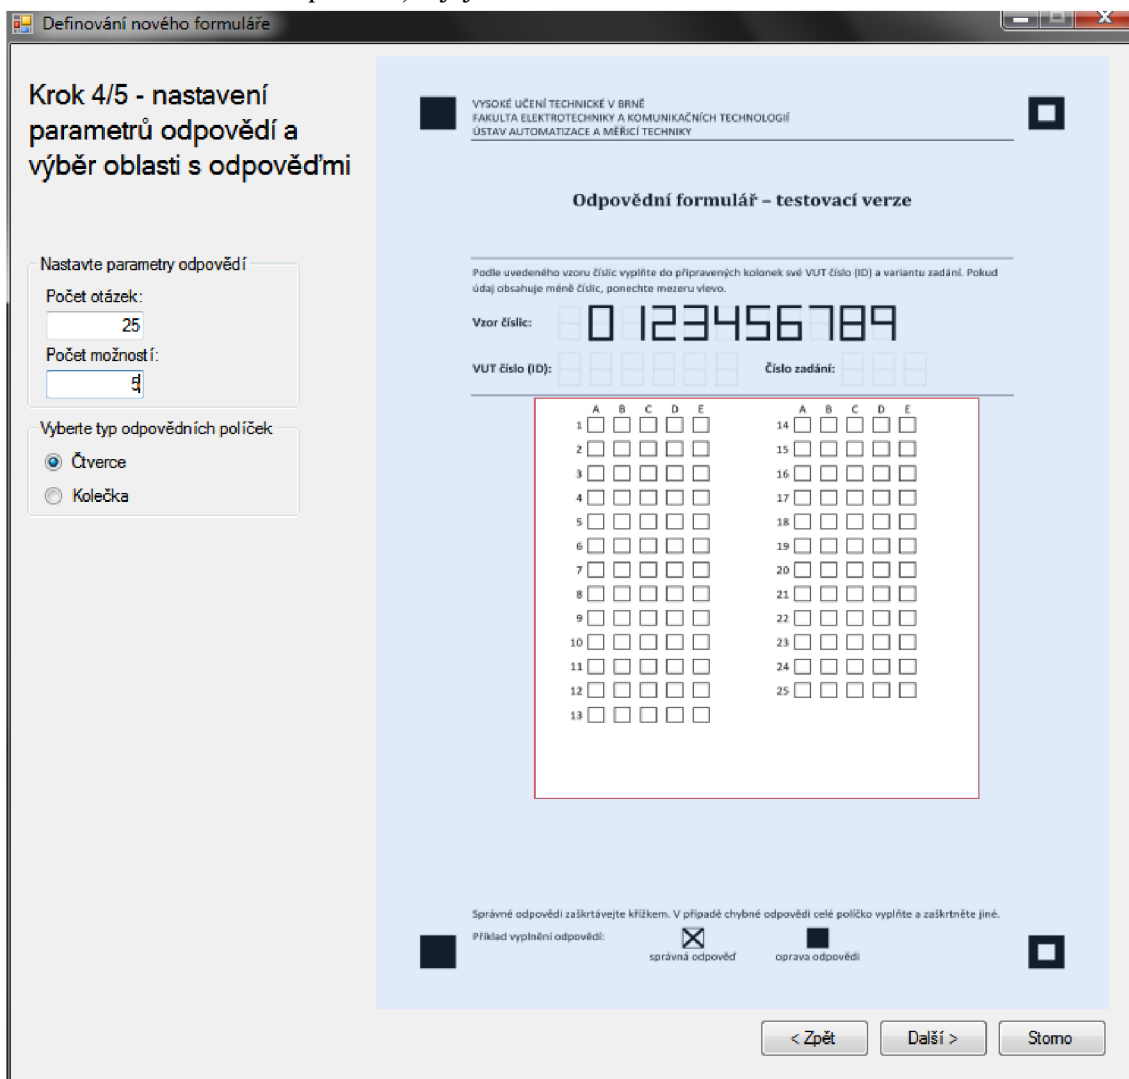 Definování nového formuláře
Krok 4/5 - nastavení
parametrů odpovědí a
výběr oblasti s odpověďmi
Nastavte parametry odpovědí
Počet otázek:
25
Počet možností:
5
Vyberte typ odpovědních políček
Čtverce
Kolečka
VYSOKÉ UČENÍ TECHNICKÉ V BRNĚ
FAKULTA ELEKTROTECHNIKY A KOMUNIKAČNÍCH TECHNOLOGIÍ
ÚSTAV AUTOMATIZACE A MĚŘICÍ TECHNIKY
Odpovědní formulář – testovací verze
Podle uvedeného vzoru číslic vyplňte do připravených kolonek své VUT číslo (ID) a variantu zadání. Pokud
údaj obsahuje méně číslic, ponechte mezeru vlevo.
Vzor číslic: 0 123456789
VUT číslo (ID): Číslo zadání:
A B C D E A B C D E
1 14
2 15
3 16
4 17
5 18
6 19
7 20
8 21
9 22
10 23
11 24
12 25
13
Správné odpovědi zaškrtávejte křížkem. V případě chybné odpovědi celé políčko vyplňte a zaškrtněte jiné.
Příklad vyplnění odpovědí:
správná odpověď oprava odpovědi
< Zpět Další > Storno